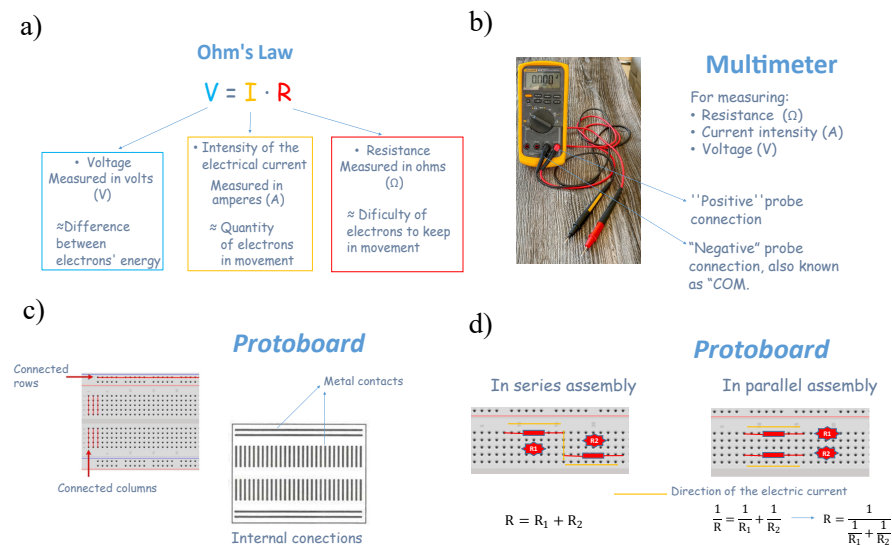 a)
Ohm's Law
V = I · R
• Voltage
Measured in volts
(V)
≈Difference
between
electrons' energy
• Intensity of the
electrical current
Measured in
amperes (A)
≈ Quantity
of electrons
in movement
• Resistance
Measured in ohms
(Ω)
≈ Dificulty of
electrons to keep
in movement
b)
Multimeter
For measuring:
• Resistance (Ω)
• Current intensity (A)
• Voltage (V)
''Positive'' probe
connection
“Negative” probe
connection, also known
as “COM.
c)
Protoboard
Connected
rows
Metal contacts
Connected columns
Internal conections
d)
Protoboard
In series assembly
In parallel assembly
R1
R2
R1
R2
Direction of the electric current
R = R₁ + R₂
1/R = 1/R₁ + 1/R₂
R = 1/(1/R₁ + 1/R₂)